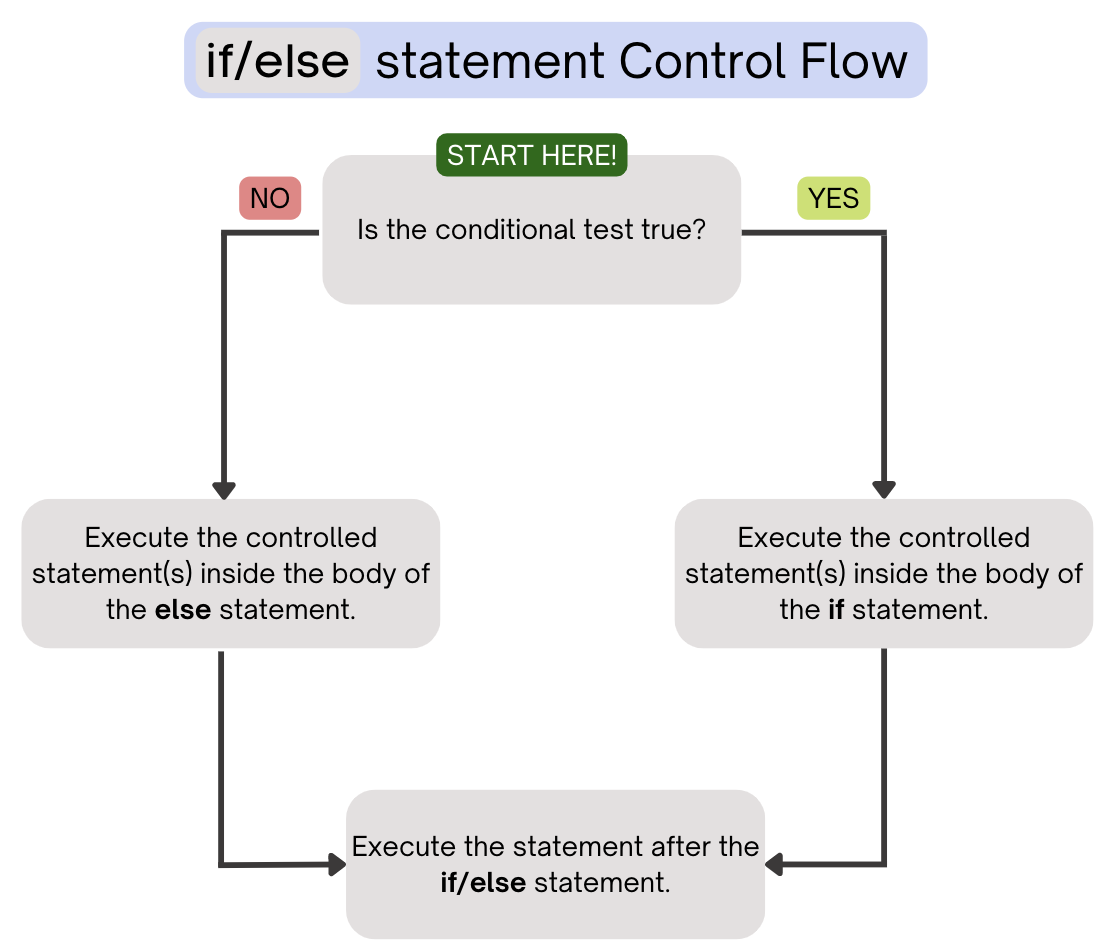 if/else statement Control Flow
START HERE!
NO
YES
Is the conditional test true?
Execute the controlled
statement(s) inside the body of
the else statement.
Execute the controlled
statement(s) inside the body of
the if statement.
Execute the statement after the
if/else statement.